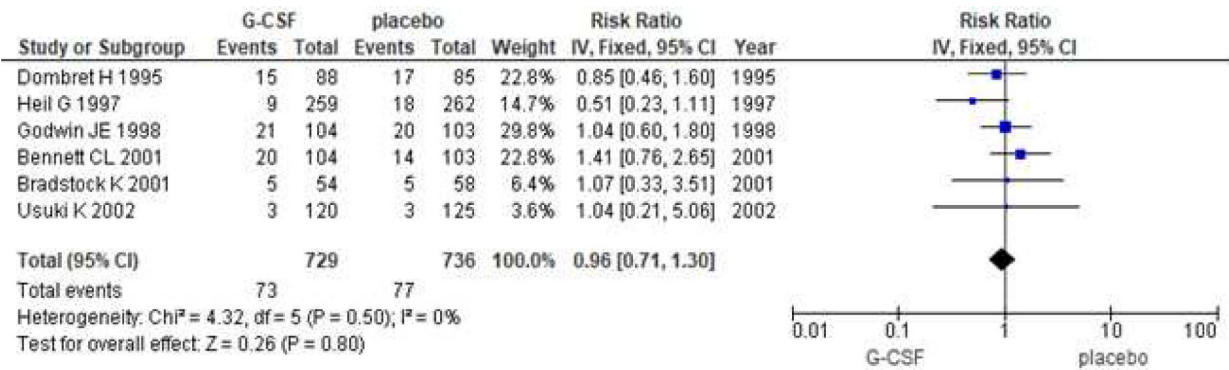 G-CSF placebo Risk Ratio Risk Ratio
Study or Subgroup Events Total Events Total Weight IV, Fixed, 95% CI Year IV, Fixed, 95% CI
Dombret H 1995 15 88 17 85 22.8% 0.85 [0.46, 1.60] 1995
Heil G 1997 9 259 18 262 14.7% 0.51 [0.23, 1.11] 1997
Godwin JE 1998 21 104 20 103 29.8% 1.04 [0.60, 1.80] 1998
Bennett CL 2001 20 104 14 103 22.8% 1.41 [0.76, 2.65] 2001
Bradstock K 2001 5 54 5 58 6.4% 1.07 [0.33, 3.51] 2001
Usuki K 2002 3 120 3 125 3.6% 1.04 [0.21, 5.06] 2002
Total (95% CI) 729 736 100.0% 0.96 [0.71, 1.30]
Total events 73 77
Heterogeneity: Chi² = 4.32, df = 5 (P = 0.50); I² = 0%
Test for overall effect: Z = 0.26 (P = 0.80)
0.01 0.1 1 10 100
G-CSF placebo